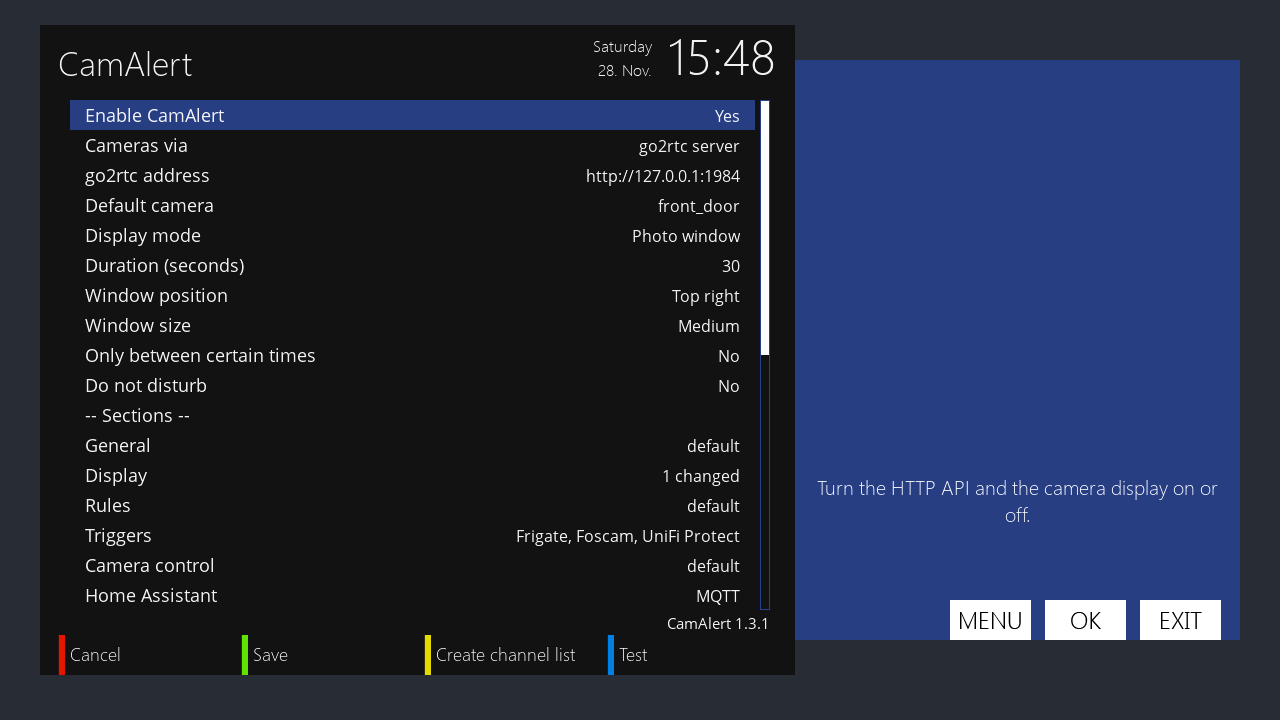 CamAlert
Saturday
28. Nov.
15:48
Enable CamAlert Yes
Cameras via go2rtc server
go2rtc address http://127.0.0.1:1984
Default camera front_door
Display mode Photo window
Duration (seconds) 30
Window position Top right
Window size Medium
Only between certain times No
Do not disturb No
-- Sections --
General default
Display 1 changed
Rules default
Triggers Frigate, Foscam, UniFi Protect
Camera control default
Home Assistant MQTT
CamAlert 1.3.1
Cancel Save Create channel list Test
Turn the HTTP API and the camera display on or
off.
MENU OK EXIT